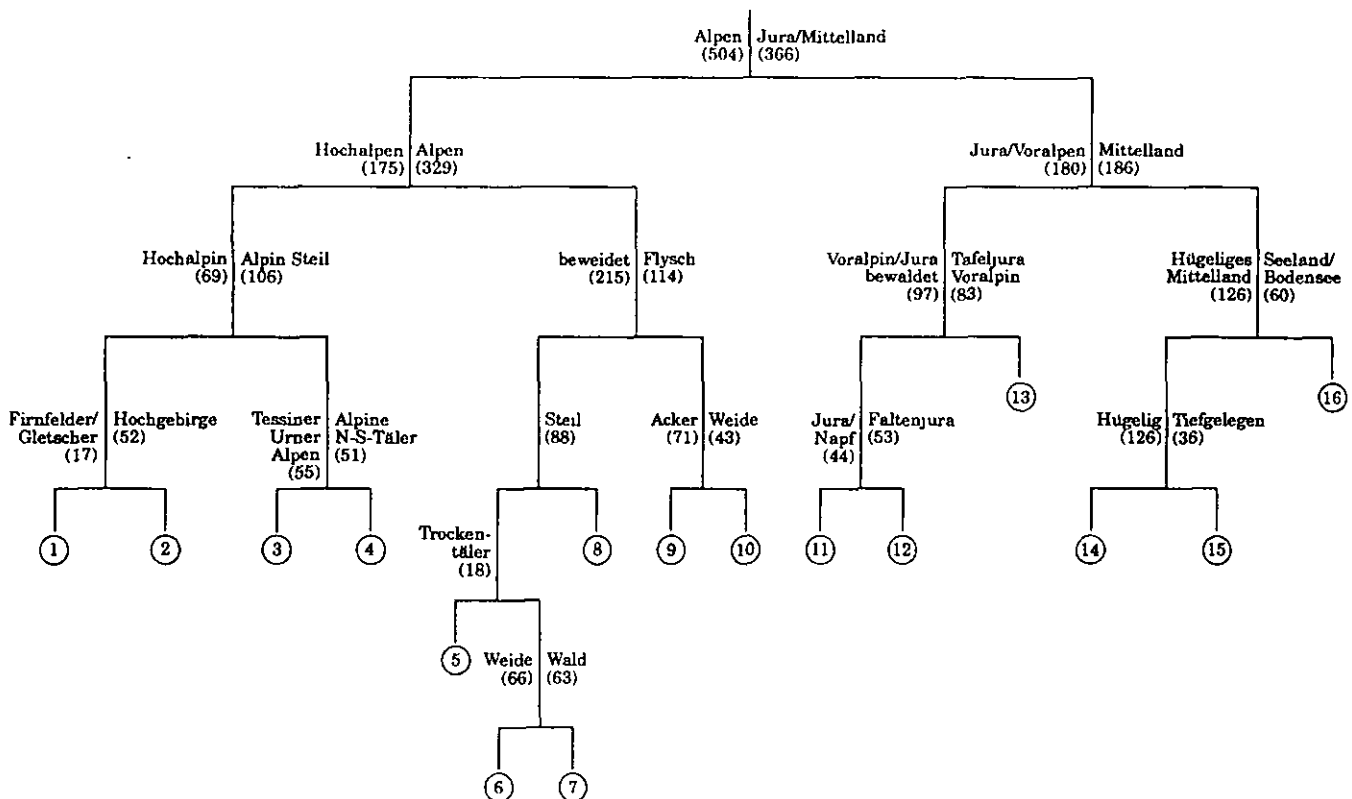 Alpen Jura/Mittelland
(504) (366)
Hochalpen Alpen
(175) (329)
Jura/Voralpen Mittelland
(180) (186)
Hochalpin Alpin Steil
(69) (106)
beweidet Flysch
(215) (114)
Voralpin/Jura Tafeljura
bewaldet Voralpin
(97) (83)
Hügeliges Seeland/
Mittelland Bodensee
(126) (60)
Firnfelder/ Hochgebirge
Gletscher (52)
(17)
Tessiner Alpine
Urner N-S-Täler
Alpen (51)
(55)
Steil
(88)
Acker Weide
(71) (43)
Jura/ Faltenjura
Napf (53)
(44)
13
Hügelig Tiefgelegen
(126) (36)
16
1 2 3 4
Trocken-
täler
(18)
8 9 10 11 12 14 15
5
Weide Wald
(66) (63)
6 7